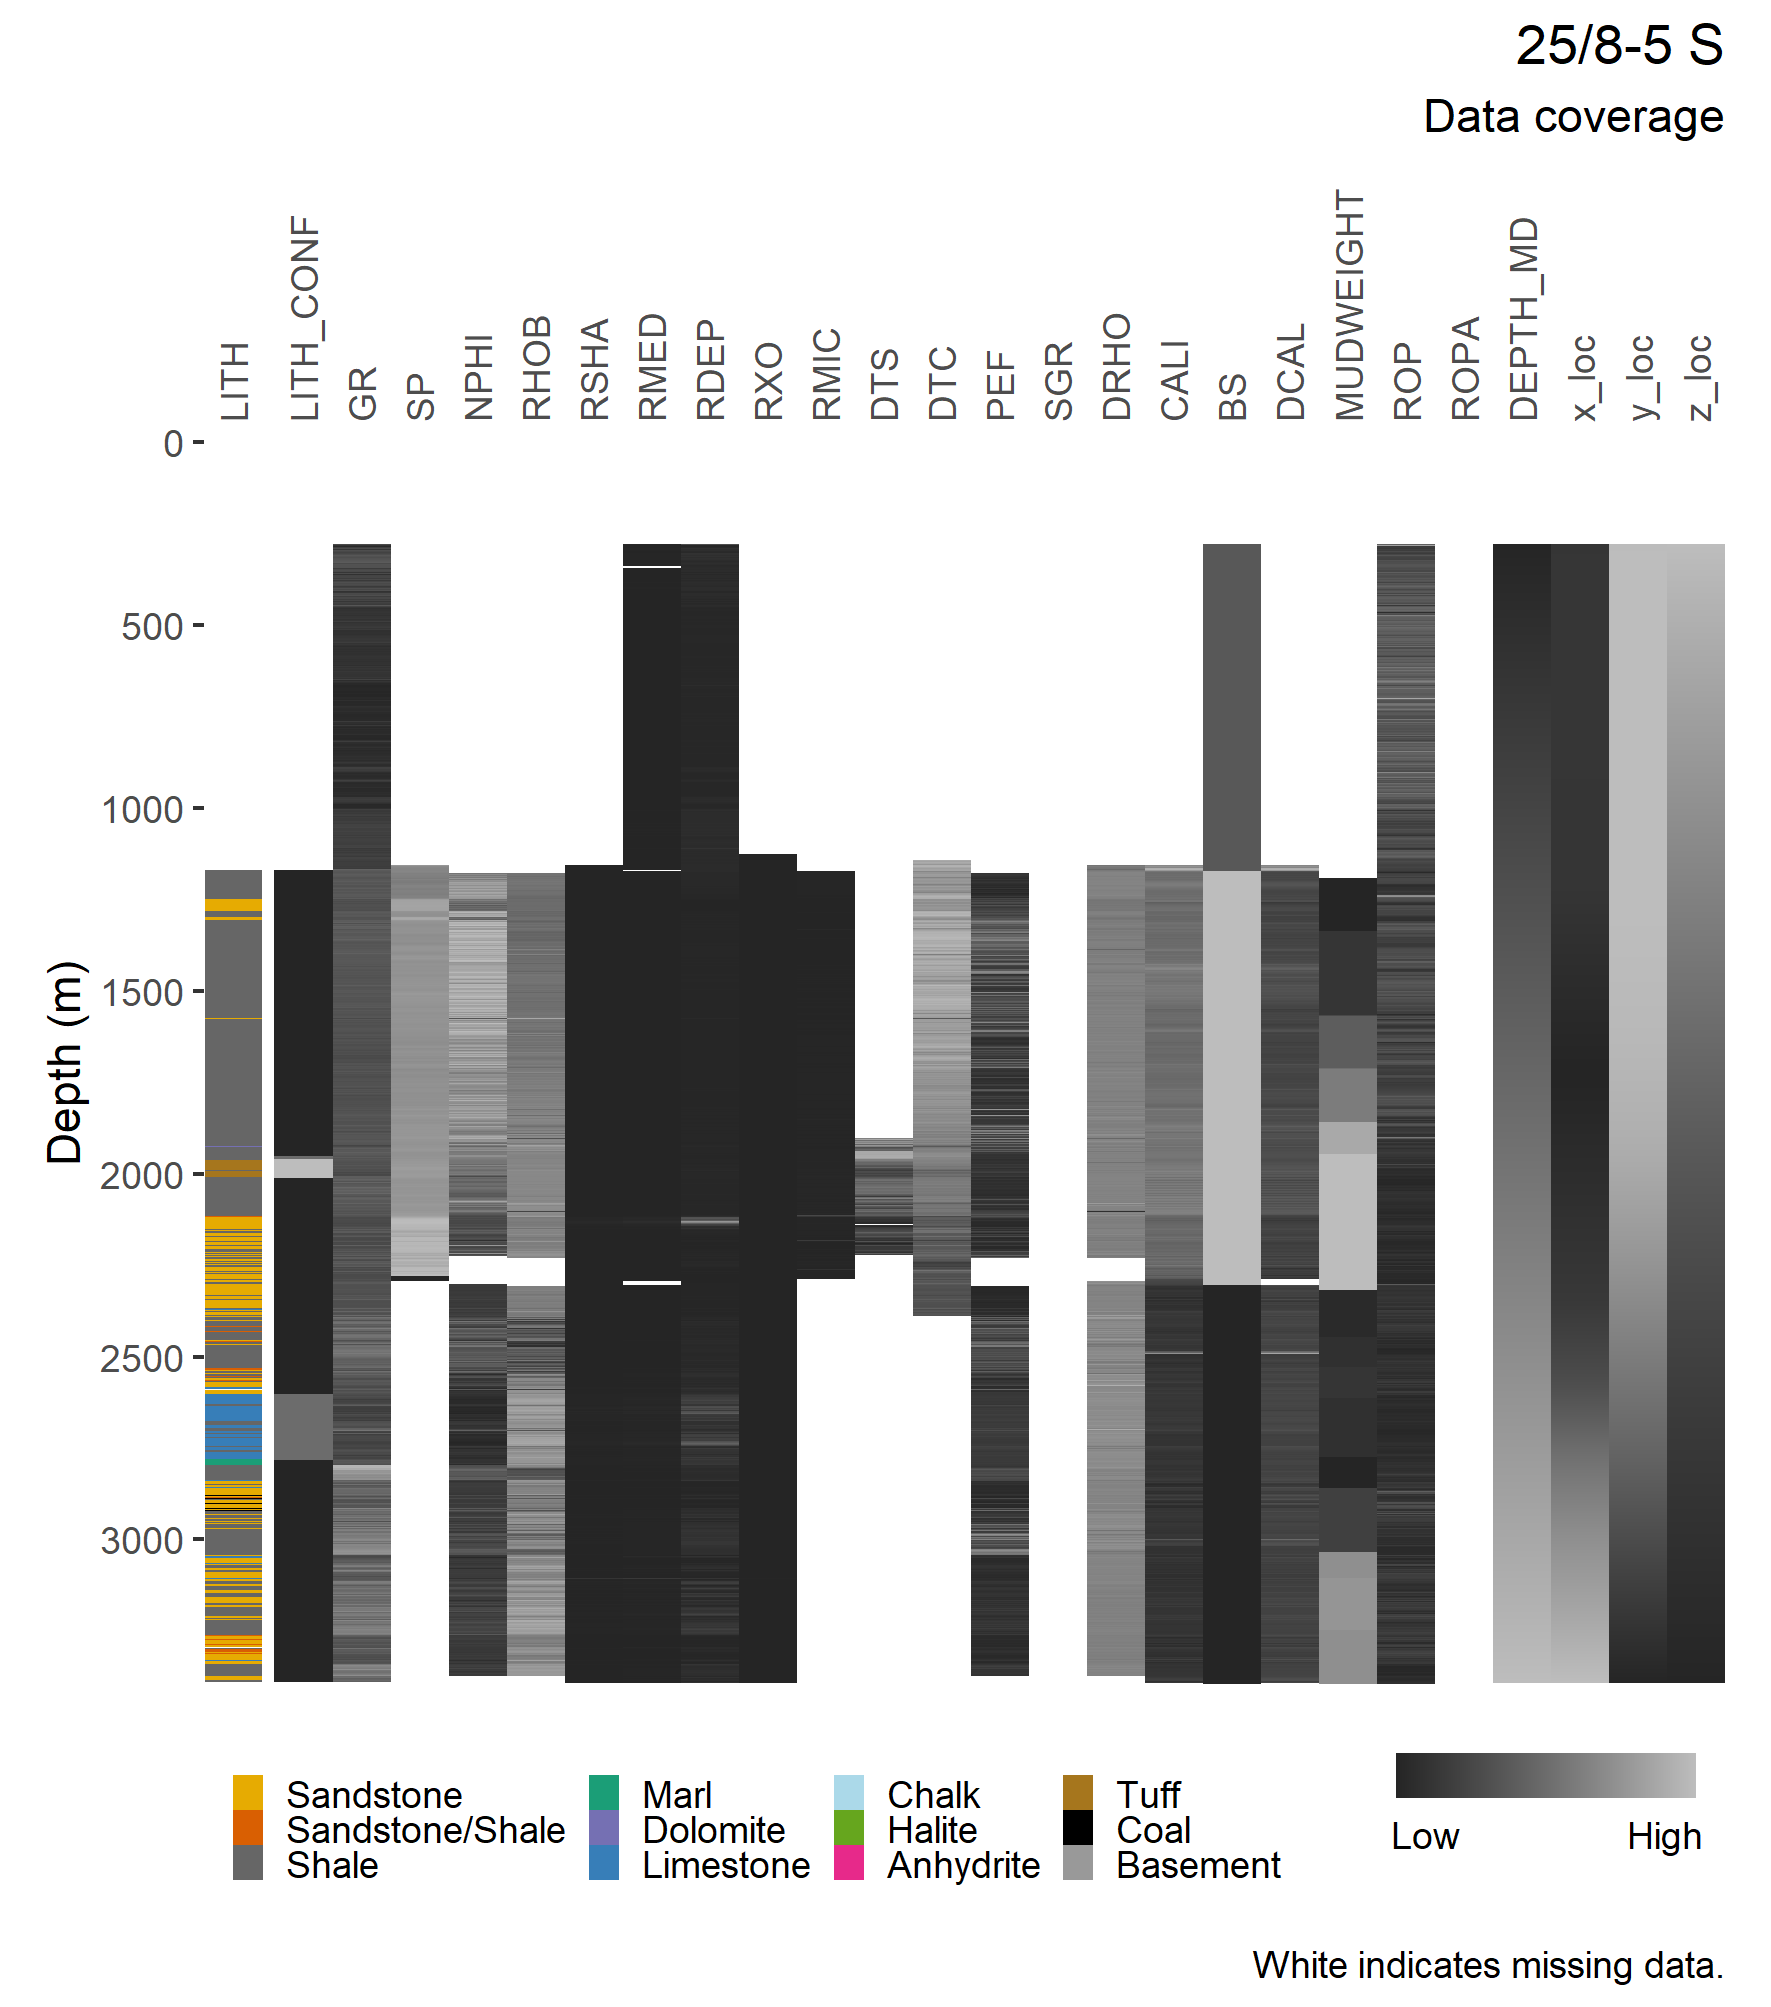 25/8-5 S
Data coverage
LITH
LITH_CONF
GR
SP
NPHI
RHOB
RSHA
RMED
RDEP
RXO
RMIC
DTS
DTC
PEF
SGR
DRHO
CALI
BS
DCAL
MUDWEIGHT
ROP
ROPA
DEPTH_MD
x_loc
y_loc
z_loc
0
500
1000
1500
2000
2500
3000
Depth (m)
Sandstone
Sandstone/Shale
Shale
Marl
Dolomite
Limestone
Chalk
Halite
Anhydrite
Tuff
Coal
Basement
Low High
White indicates missing data.